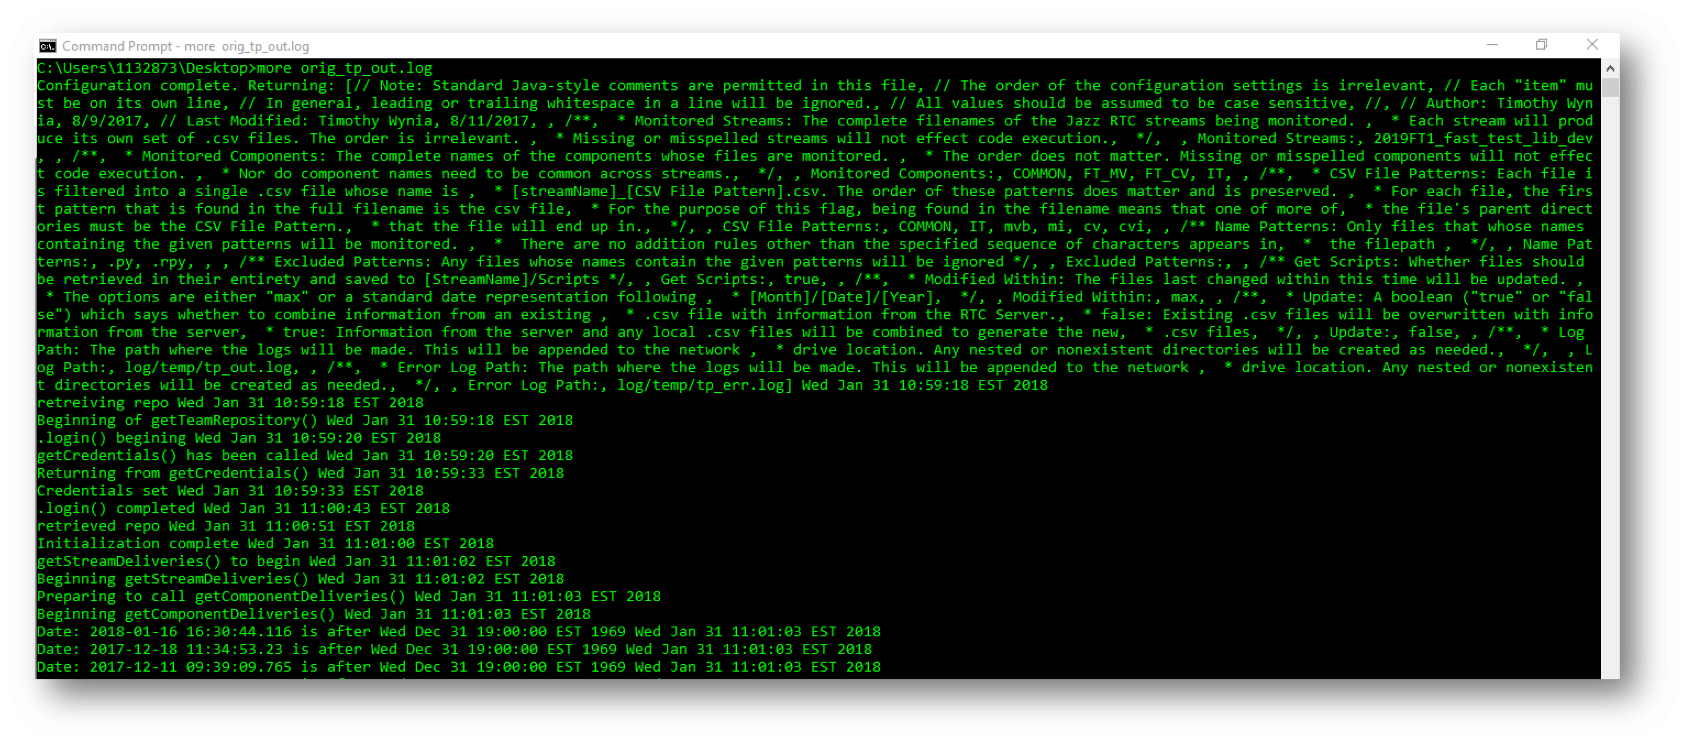 Command Prompt - more  orig_tp_out.log
C:\Users\1132873\Desktop>more orig_tp_out.log
Configuration complete. Returning: [// Note: Standard Java-style comments are permitted in this file, // The order of the configuration settings is irrelevant, // Each "item" mu
st be on its own line, // In general, leading or trailing whitespace in a line will be ignored., // All values should be assumed to be case sensitive, //, // Author: Timothy Wyn
ia, 8/9/2017, // Last Modified: Timothy Wynia, 8/11/2017, , /**,  * Monitored Streams: The complete filenames of the Jazz RTC streams being monitored. ,  * Each stream will prod
uce its own set of .csv files. The order is irrelevant. ,  * Missing or misspelled streams will not effect code execution.,  */, , Monitored Streams:, 2019FT1_fast_test_lib_dev
, , /**,  * Monitored Components: The complete names of the components whose files are monitored. ,  * The order does not matter. Missing or misspelled components will not effec
t code execution. ,  * Nor do component names need to be common across streams.,  */, , Monitored Components:, COMMON, FT_MV, FT_CV, IT, , /**,  * CSV File Patterns: Each file i
s filtered into a single .csv file whose name is ,  * [streamName]_[CSV File Pattern].csv. The order of these patterns does matter and is preserved. ,  * For each file, the firs
t pattern that is found in the full filename is the csv file,  * For the purpose of this flag, being found in the filename means that one of more of,  * the file's parent direct
ories must be the CSV File Pattern.,  * that the file will end up in.,  */, , CSV File Patterns:, COMMON, IT, mvb, mi, cv, cvi, , /** Name Patterns: Only files that whose names
containing the given patterns will be monitored. ,  *  There are no addition rules other than the specified sequence of characters appears in,  *  the filepath ,  */, , Name Pat
terns:, .py, .rpy, , , /** Excluded Patterns: Any files whose names contain the given patterns will be ignored */, , Excluded Patterns:, , /** Get Scripts: Whether files should
be retrieved in their entirety and saved to [StreamName]/Scripts */, , Get Scripts:, true, , /**,  * Modified Within: The files last changed within this time will be updated. ,
 * The options are either "max" or a standard date representation following ,  * [Month]/[Date]/[Year],  */, , Modified Within:, max, , /**,  * Update: A boolean ("true" or "fal
se") which says whether to combine information from an existing ,  * .csv file with information from the RTC Server.,  * false: Existing .csv files will be overwritten with info
rmation from the server,  * true: Information from the server and any local .csv files will be combined to generate the new,  * .csv files,  */, , Update:, false, , /**,  * Log
Path: The path where the logs will be made. This will be appended to the network ,  * drive location. Any nested or nonexistent directories will be created as needed.,  */,  , L
og Path:, log/temp/tp_out.log, , /**,  * Error Log Path: The path where the logs will be made. This will be appended to the network ,  * drive location. Any nested or nonexisten
t directories will be created as needed.,  */, , Error Log Path:, log/temp/tp_err.log] Wed Jan 31 10:59:18 EST 2018
retreiving repo Wed Jan 31 10:59:18 EST 2018
Beginning of getTeamRepository() Wed Jan 31 10:59:18 EST 2018
.login() begining Wed Jan 31 10:59:20 EST 2018
getCredentials() has been called Wed Jan 31 10:59:20 EST 2018
Returning from getCredentials() Wed Jan 31 10:59:33 EST 2018
Credentials set Wed Jan 31 10:59:33 EST 2018
.login() completed Wed Jan 31 11:00:43 EST 2018
retrieved repo Wed Jan 31 11:00:51 EST 2018
Initialization complete Wed Jan 31 11:01:00 EST 2018
getStreamDeliveries() to begin Wed Jan 31 11:01:02 EST 2018
Beginning getStreamDeliveries() Wed Jan 31 11:01:02 EST 2018
Preparing to call getComponentDeliveries() Wed Jan 31 11:01:03 EST 2018
Beginning getComponentDeliveries() Wed Jan 31 11:01:03 EST 2018
Date: 2018-01-16 16:30:44.116 is after Wed Dec 31 19:00:00 EST 1969 Wed Jan 31 11:01:03 EST 2018
Date: 2017-12-18 11:34:53.23 is after Wed Dec 31 19:00:00 EST 1969 Wed Jan 31 11:01:03 EST 2018
Date: 2017-12-11 09:39:09.765 is after Wed Dec 31 19:00:00 EST 1969 Wed Jan 31 11:01:03 EST 2018